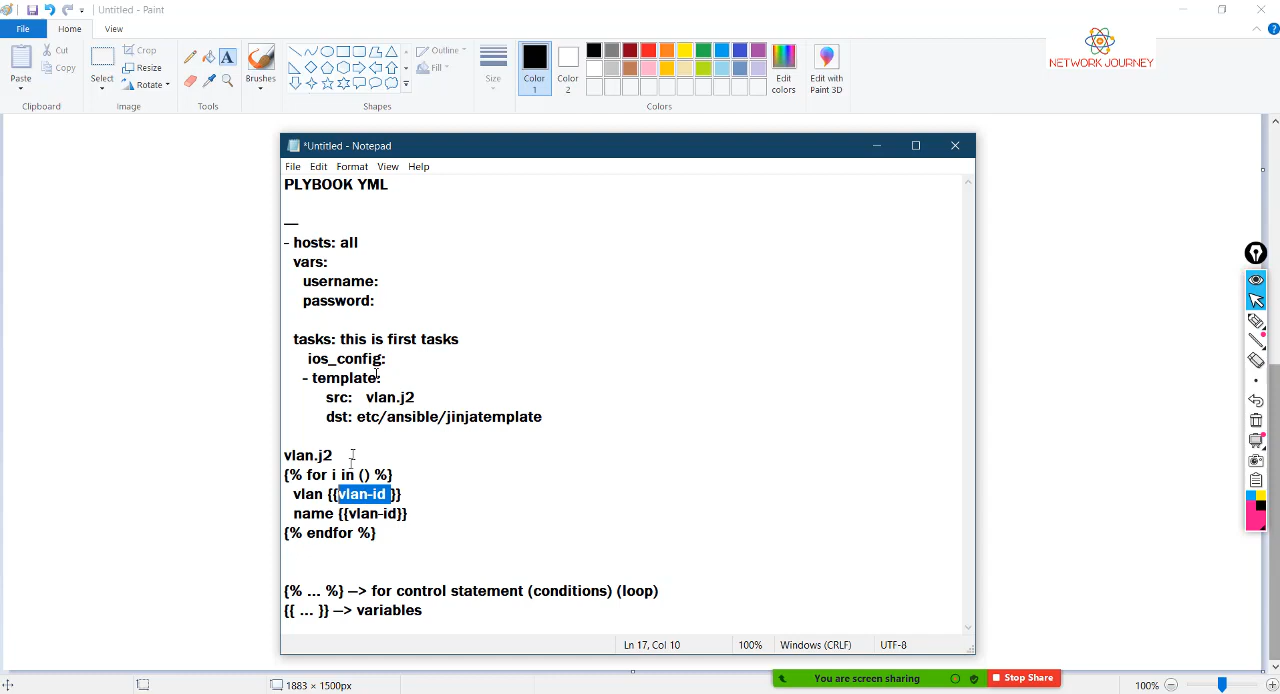 Untitled - Paint
File
Home
View
Paste
Cut
Copy
Clipboard
Select
Crop
Resize
Rotate
Image
A
Tools
Brushes
Outline
Fill
Shapes
Size
Color 1
Color 2
Edit colors
Edit with Paint 3D
Colors
NETWORK JOURNEY
*Untitled - Notepad
File Edit Format View Help
PLYBOOK YML
---
- hosts: all
vars:
username:
password:
tasks: this is first tasks
ios_config:
- template:
src: vlan.j2
dst: etc/ansible/jinjatemplate
vlan.j2
{% for i in () %}
vlan {{vlan-id }}
name {{vlan-id}}
{% endfor %}
{% ... %} --> for control statement (conditions) (loop)
{{ ... }} --> variables
Ln 17, Col 10
100%
Windows (CRLF)
UTF-8
1883 × 1500px
You are screen sharing
Stop Share
100%